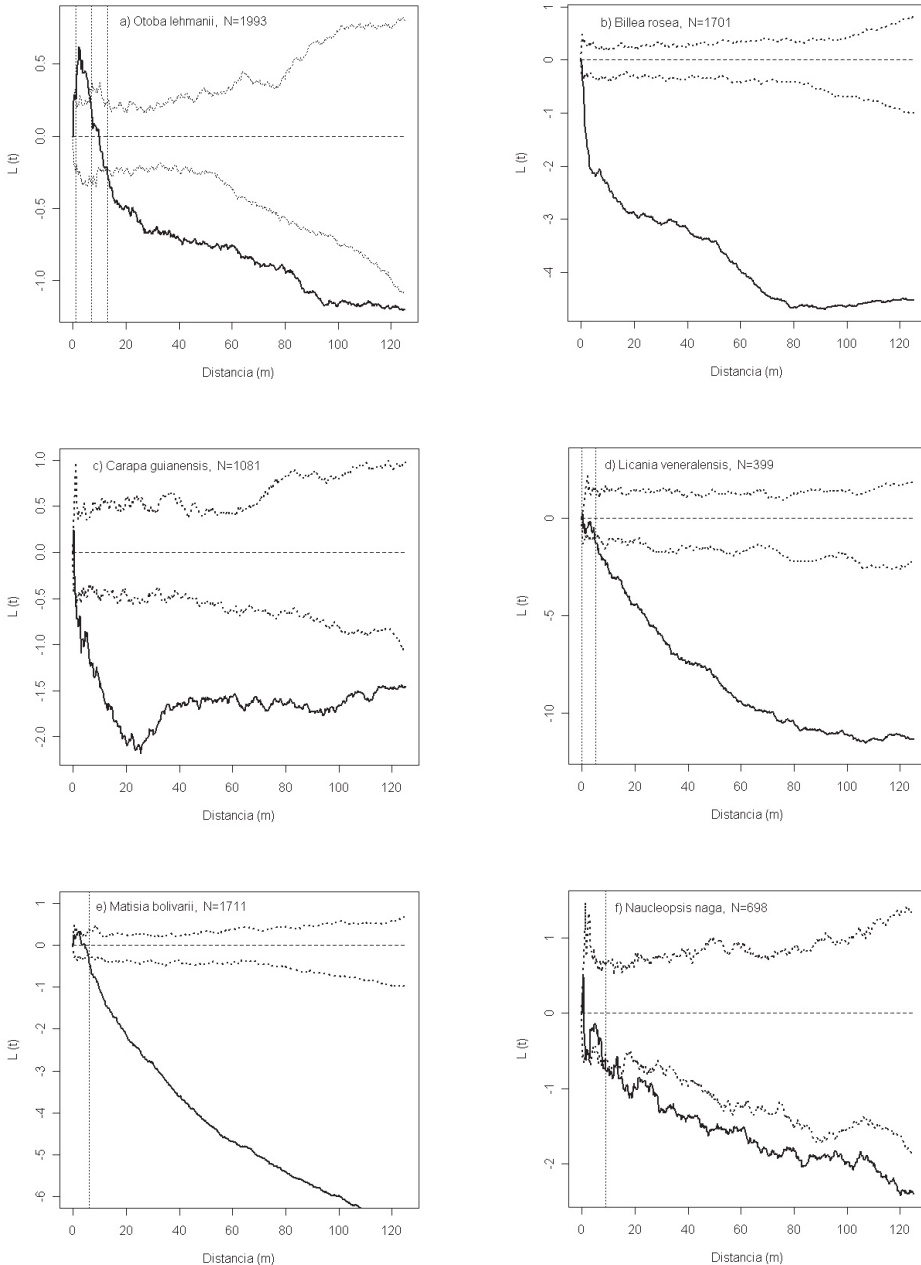 a) Otoba lehmanii, N=1993
0.5
0.0
-0.5
-1.0
L (t)
0 20 40 60 80 100 120
Distancia (m)
b) Billea rosea, N=1701
1
0
-1
-2
-3
-4
L (t)
0 20 40 60 80 100 120
Distancia (m)
c) Carapa guianensis, N=1081
1.0
0.5
0.0
-0.5
-1.0
-1.5
-2.0
L (t)
0 20 40 60 80 100 120
Distancia (m)
d) Licania veneralensis, N=399
0
-5
-10
L (t)
0 20 40 60 80 100 120
Distancia (m)
e) Matisia bolivarii, N=1711
1
0
-1
-2
-3
-4
-5
-6
L (t)
0 20 40 60 80 100 120
Distancia (m)
f) Naucleopsis naga, N=698
1
0
-1
-2
L (t)
0 20 40 60 80 100 120
Distancia (m)